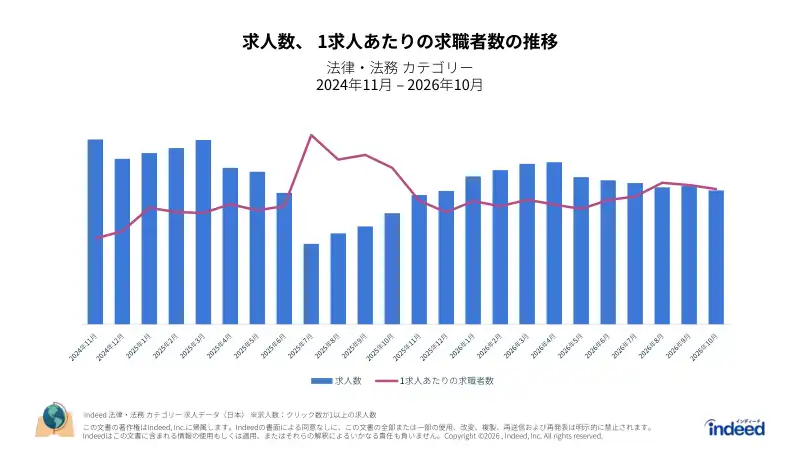 求人数、 1求人あたりの求職者数の推移
法律・法務 カテゴリー
2024年11月 – 2026年10月
2024年11月
2024年12月
2025年1月
2025年2月
2025年3月
2025年4月
2025年5月
2025年6月
2025年7月
2025年8月
2025年9月
2025年10月
2025年11月
2025年12月
2026年1月
2026年2月
2026年3月
2026年4月
2026年5月
2026年6月
2026年7月
2026年8月
2026年9月
2026年10月
求人数
1求人あたりの求職者数
Indeed 法律・法務 カテゴリー 求人データ（日本） ※求人数：クリック数が1以上の求人数
この文書の著作権はIndeed, Inc.に帰属します。Indeedの書面による同意なしに、この文書の全部または一部の使用、改変、複製、再送信および再発表は明示的に禁止されます。
Indeedはこの文書に含まれる情報の使用もしくは適用、またはそれらの解釈によるいかなる責任も負いません。Copyright ©2026 , Indeed, Inc. All rights reserved.
インディード
indeed